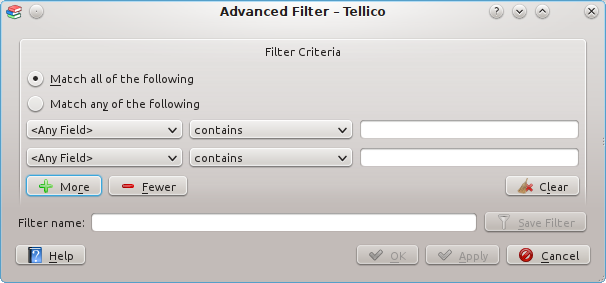 Advanced Filter – Tellico
Filter Criteria
Match all of the following
Match any of the following
<Any Field> contains
<Any Field> contains
More Fewer Clear
Filter name: Save Filter
Help OK Apply Cancel